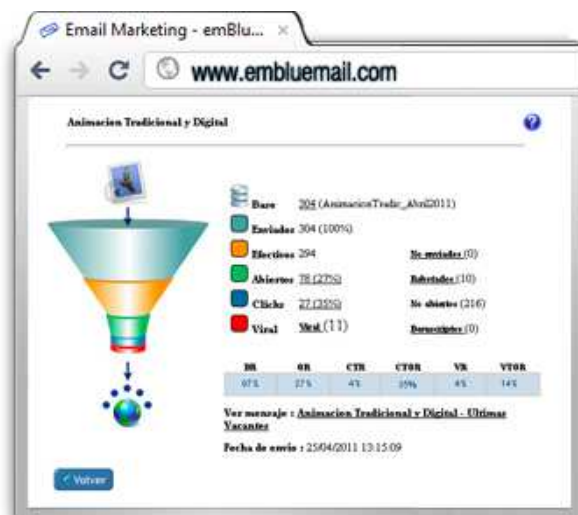 Email Marketing - emBlu...
www.embluemail.com
Animacion Tradicional y Digital
Base 304 (AnimacionTradic_Abril2011)
Enviados 304 (100%)
Efectivos 294 No enviados (0)
Abiertos 78 (27%) Rebotados (10)
Clicks 27 (35%) No abiertos (216)
Viral Viral (11) Desuscriptos (0)
DR OR CTR CTOR VR VTOR
97% 27% 35% 14%
Ver mensaje : Animacion Tradicional y Digital - Ultimas
Vacantes
Fecha de envio : 25/04/2011 13:15:09
Volver